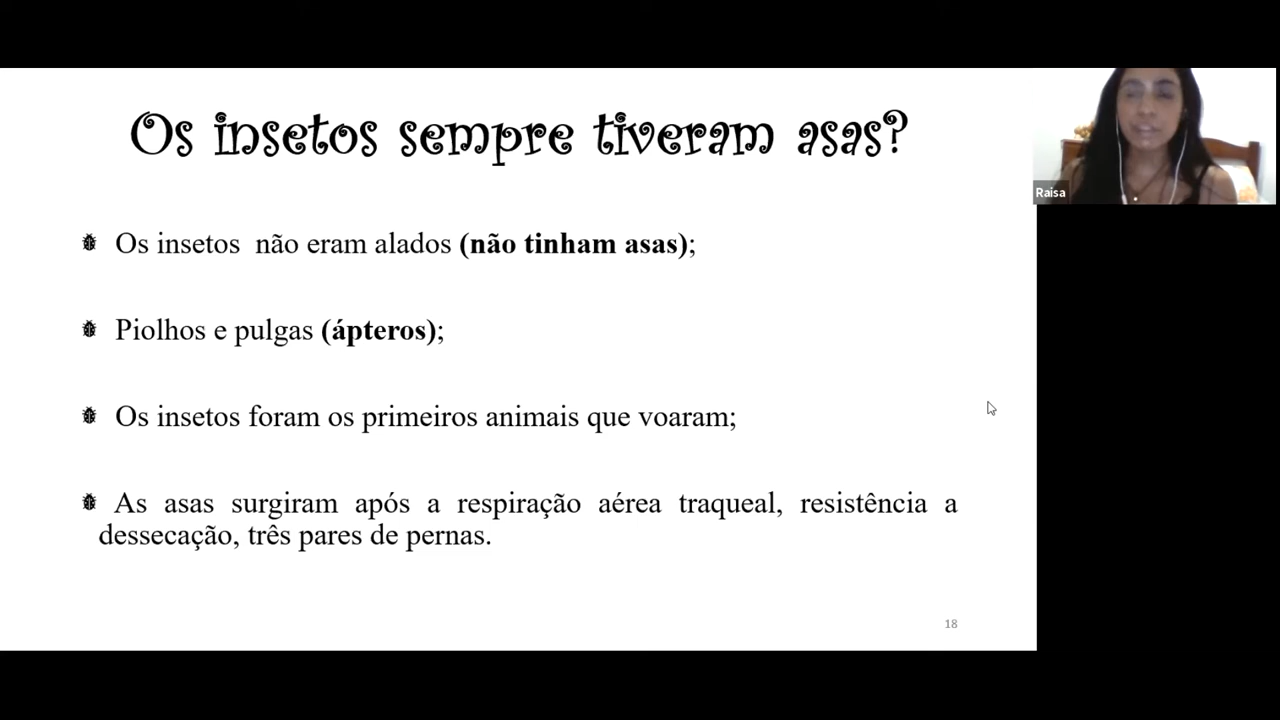 Os insetos sempre tiveram asas?
Raisa
Os insetos não eram alados (não tinham asas);
Piolhos e pulgas (ápteros);
Os insetos foram os primeiros animais que voaram;
As asas surgiram após a respiração aérea traqueal, resistência a
dessecação, três pares de pernas.
18